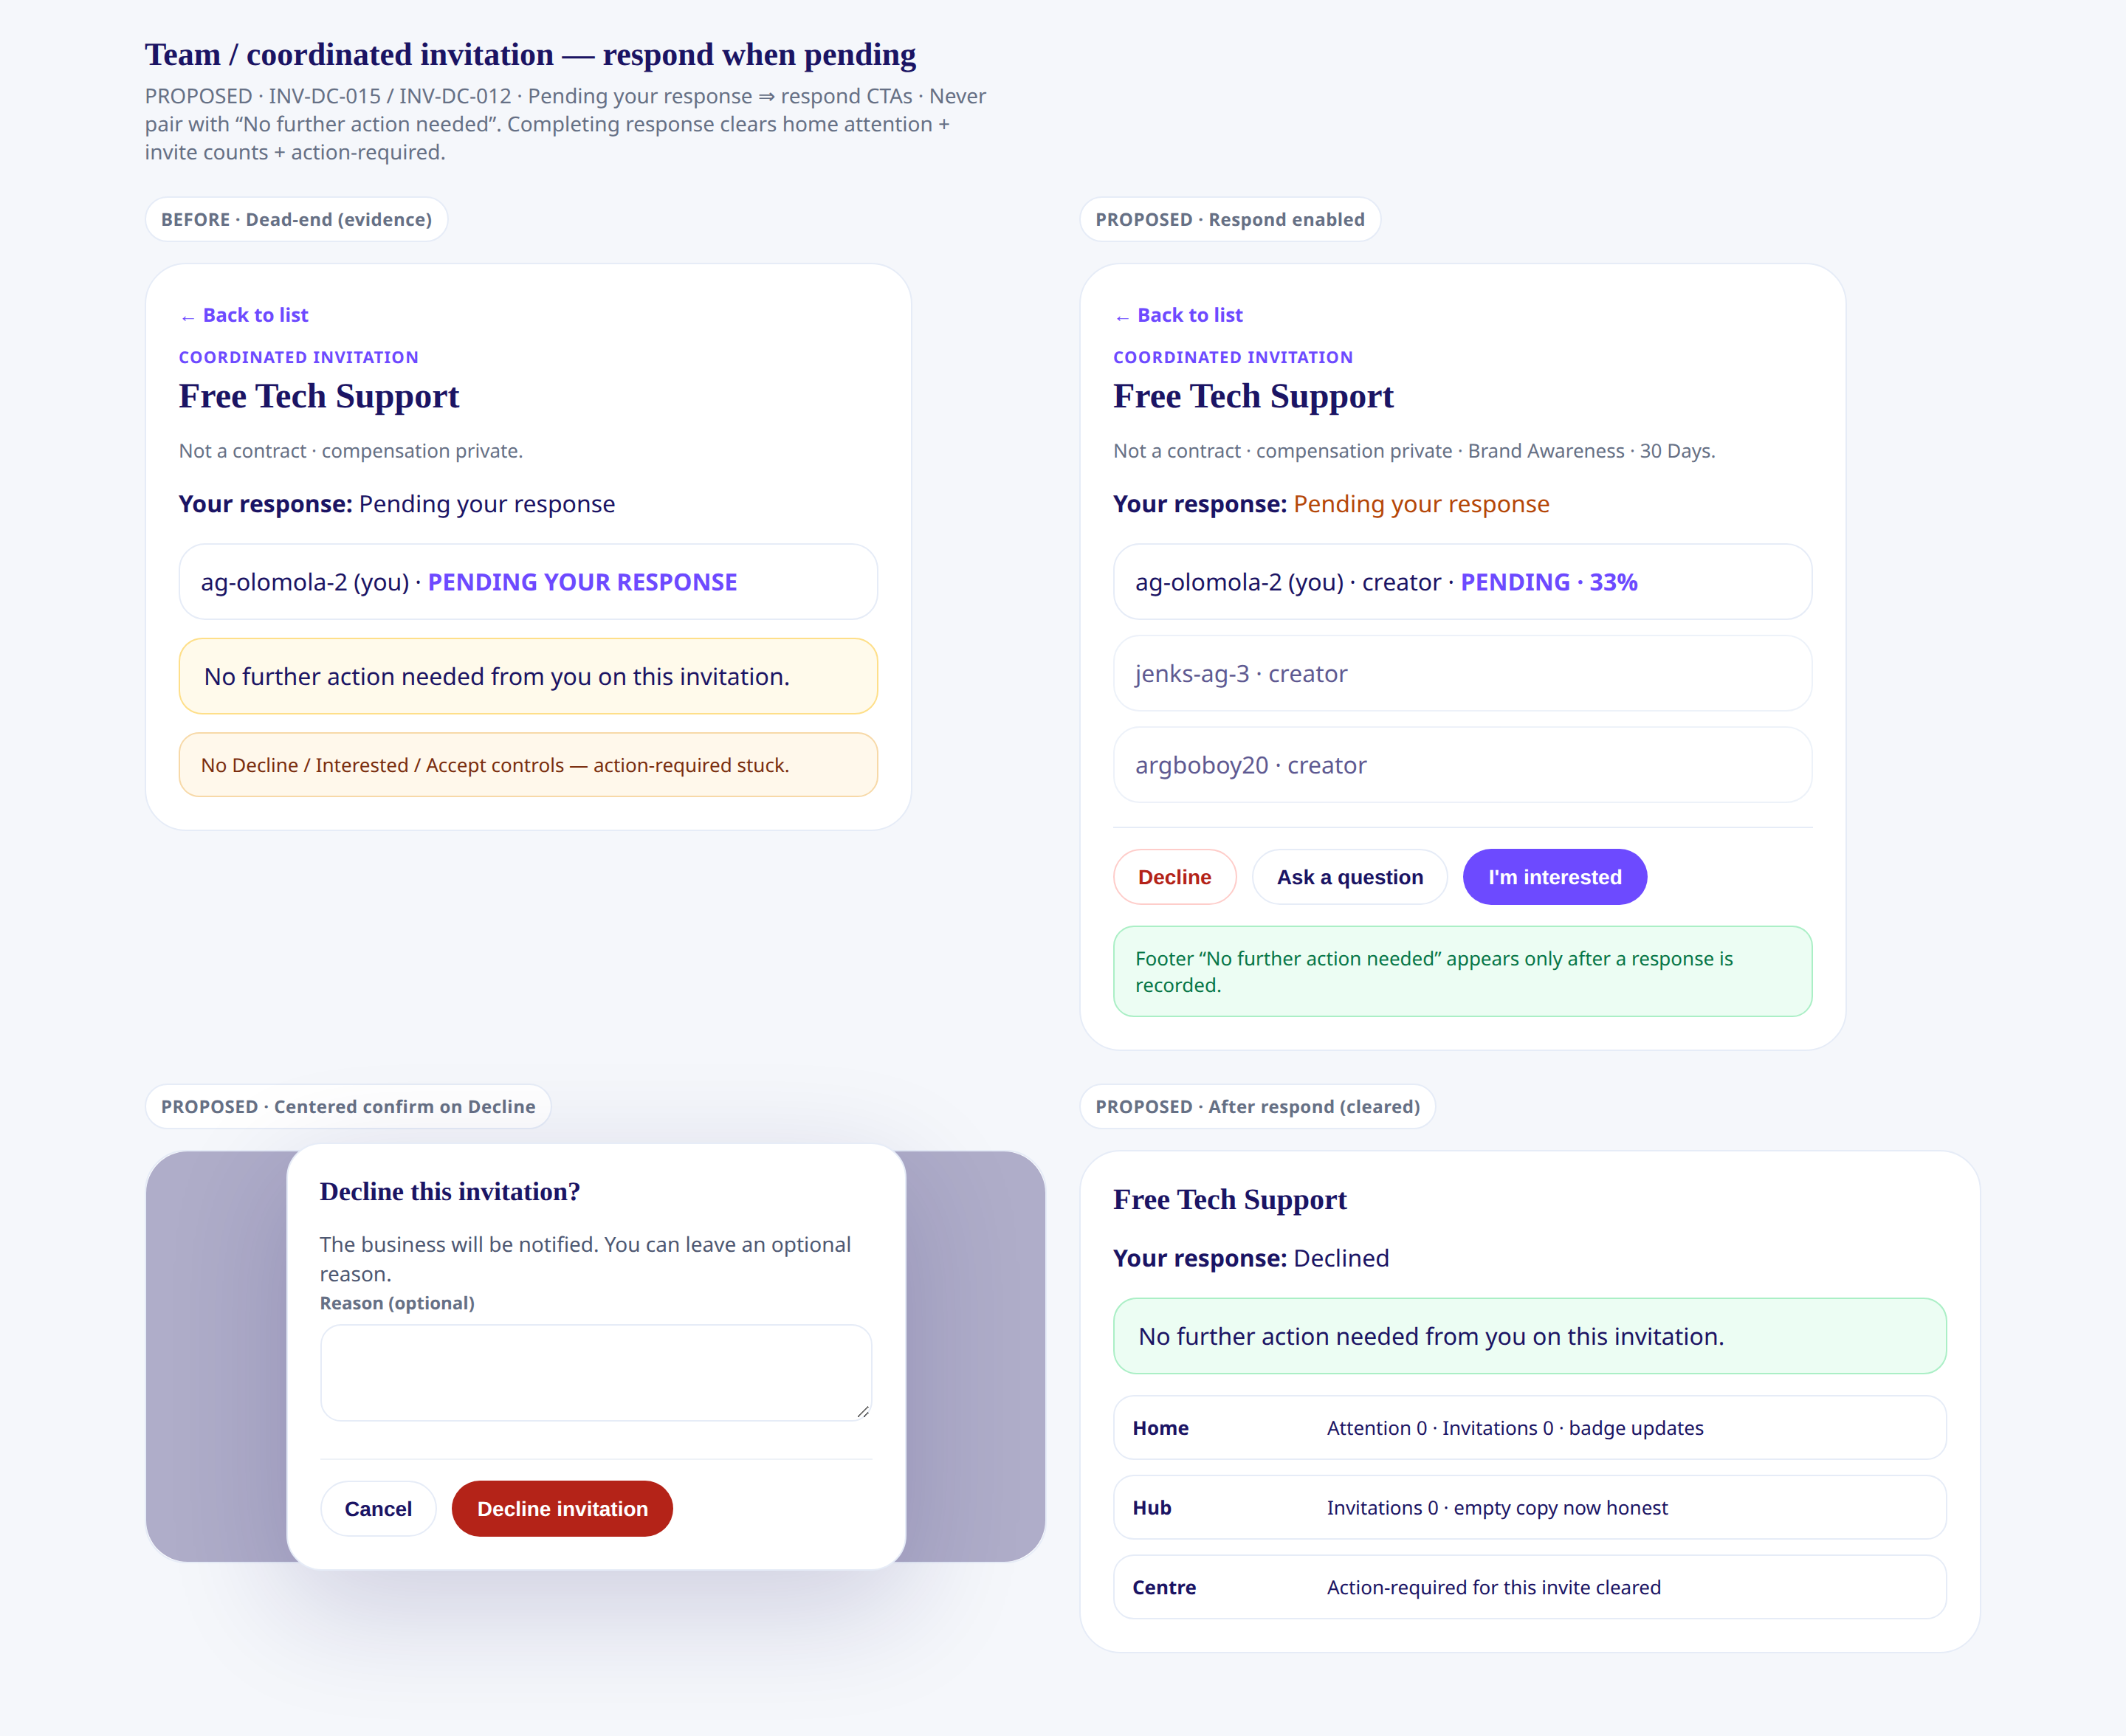 Team / coordinated invitation — respond when pending
PROPOSED · INV-DC-015 / INV-DC-012 · Pending your response ⇒ respond CTAs · Never
pair with “No further action needed”. Completing response clears home attention +
invite counts + action-required.
BEFORE · Dead-end (evidence)
← Back to list
COORDINATED INVITATION
Free Tech Support
Not a contract · compensation private.
Your response: Pending your response
ag-olomola-2 (you) · PENDING YOUR RESPONSE
No further action needed from you on this invitation.
No Decline / Interested / Accept controls — action-required stuck.
PROPOSED · Respond enabled
← Back to list
COORDINATED INVITATION
Free Tech Support
Not a contract · compensation private · Brand Awareness · 30 Days.
Your response: Pending your response
ag-olomola-2 (you) · creator · PENDING · 33%
jenks-ag-3 · creator
argboboy20 · creator
Decline
Ask a question
I'm interested
Footer “No further action needed” appears only after a response is
recorded.
PROPOSED · Centered confirm on Decline
Decline this invitation?
The business will be notified. You can leave an optional
reason.
Reason (optional)
Cancel
Decline invitation
PROPOSED · After respond (cleared)
Free Tech Support
Your response: Declined
No further action needed from you on this invitation.
Home Attention 0 · Invitations 0 · badge updates
Hub Invitations 0 · empty copy now honest
Centre Action-required for this invite cleared